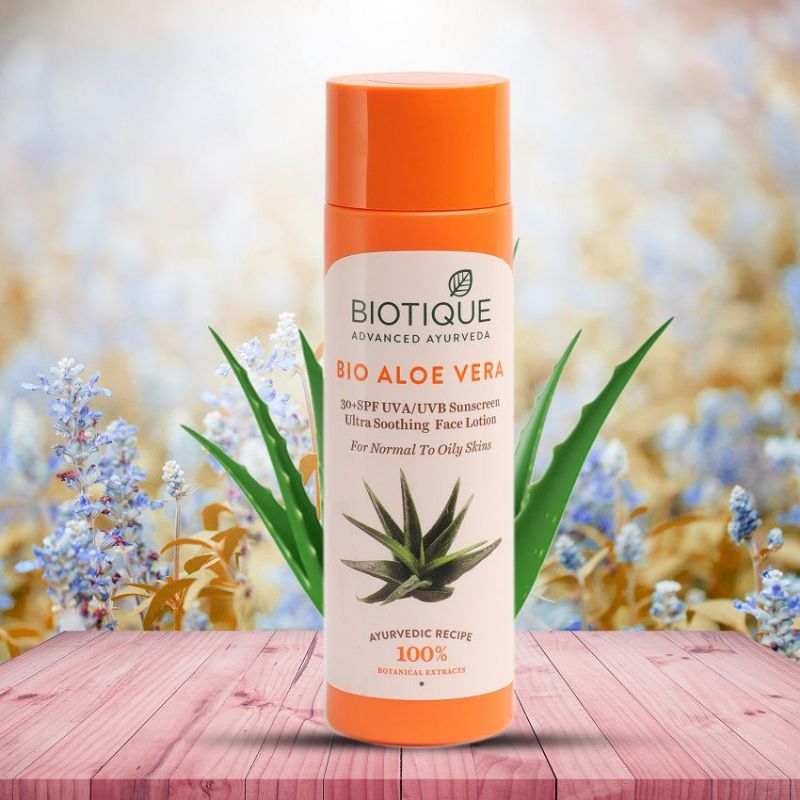 BIOTIQUE
ADVANCED AYURVEDA
BIO ALOE VERA
30+SPF UVA/UVB Sunscreen
Ultra Soothing Face Lotion
For Normal To Oily Skins
AYURVEDIC RECIPE
100%
BOTANICAL EXTRACTS